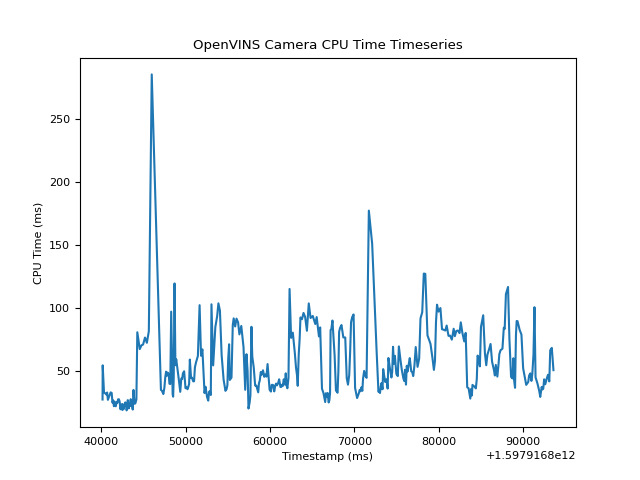 OpenVINS Camera CPU Time Timeseries
CPU Time (ms)
250
200
150
100
50
40000 50000 60000 70000 80000 90000
Timestamp (ms)
+1.5979168e12